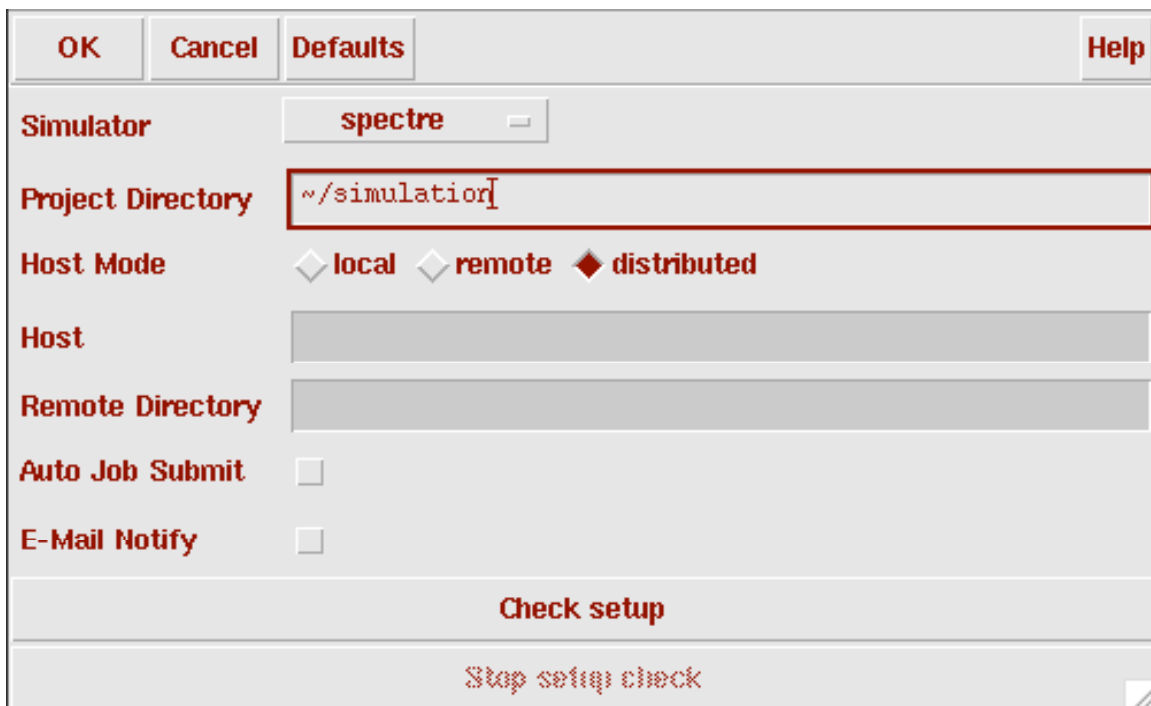 OK Cancel Defaults Help
Simulator spectre
Project Directory ~/simulation
Host Mode local remote distributed
Host
Remote Directory
Auto Job Submit
E-Mail Notify
Check setup
Stop setup check